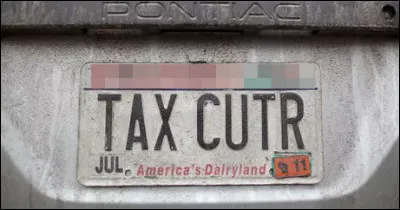 PONTIAC
TAX CUTR
JUL America's Dairyland 11